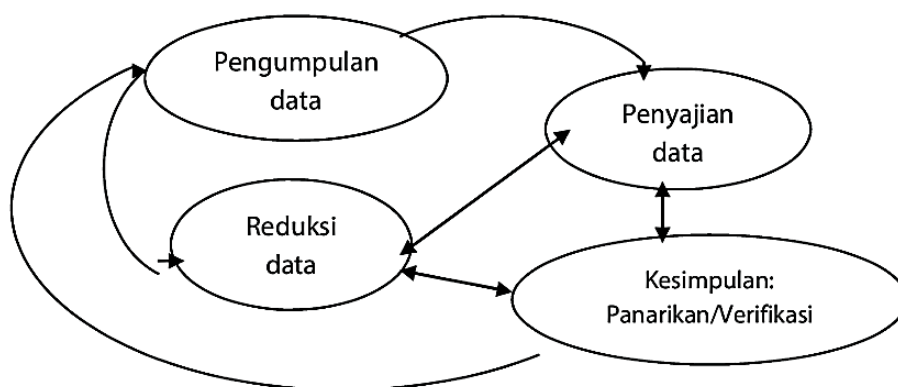 Pengumpulan
data
Penyajian
data
Reduksi
data
Kesimpulan:
Panarikan/Verifikasi